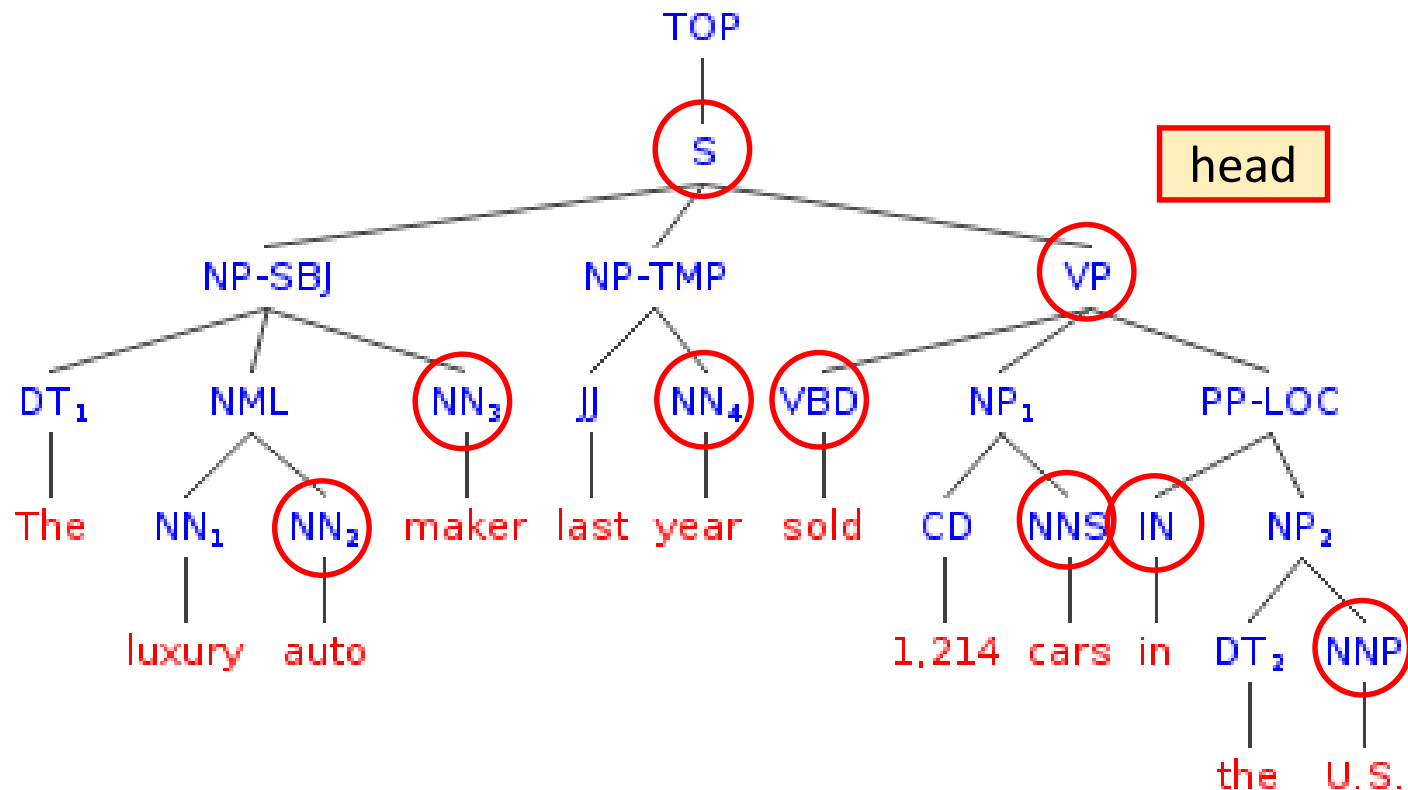 TOP
S
head
NP-SBJ NP-TMP VP
DT₁ NML NN₃ JJ NN₄ VBD NP₁ PP-LOC
The NN₁ NN₂ maker last year sold CD NNS IN NP₂
luxury auto 1,214 cars in DT₂ NNP
the U.S.